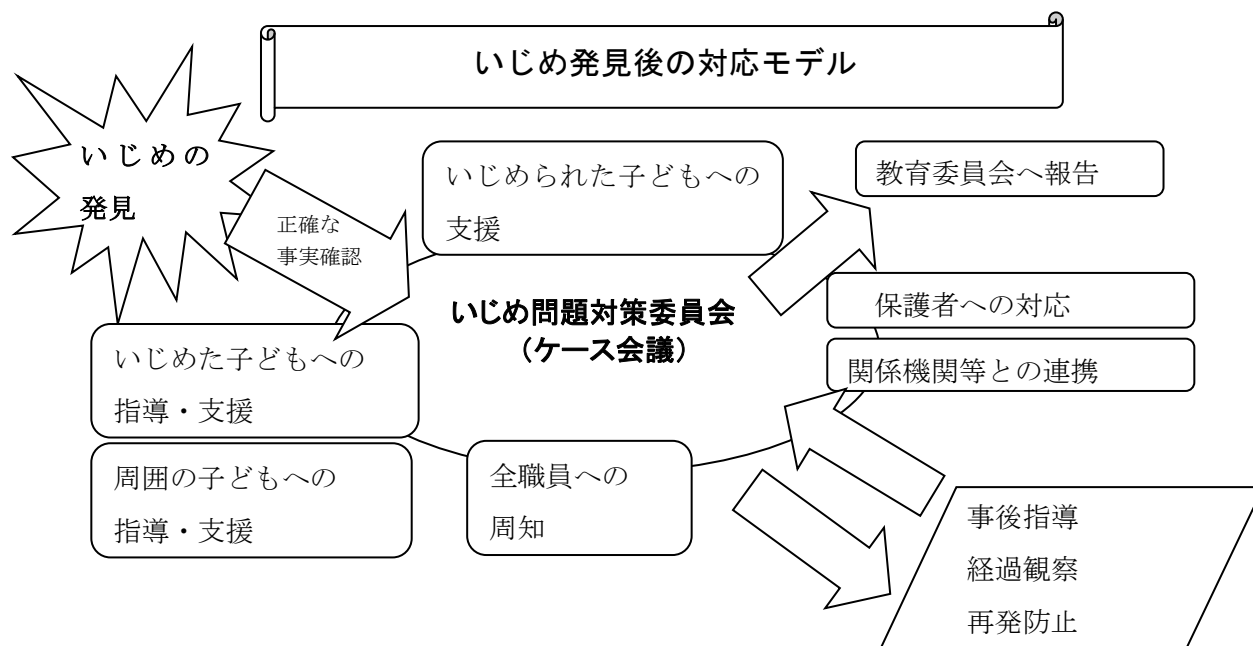 いじめ発見後の対応モデル
いじめの
発見
正確な
事実確認
いじめられた子どもへの
支援
教育委員会へ報告
いじめ問題対策委員会
（ケース会議）
保護者への対応
関係機関等との連携
いじめた子どもへの
指導・支援
周囲の子どもへの
指導・支援
全職員への
周知
事後指導
経過観察
再発防止